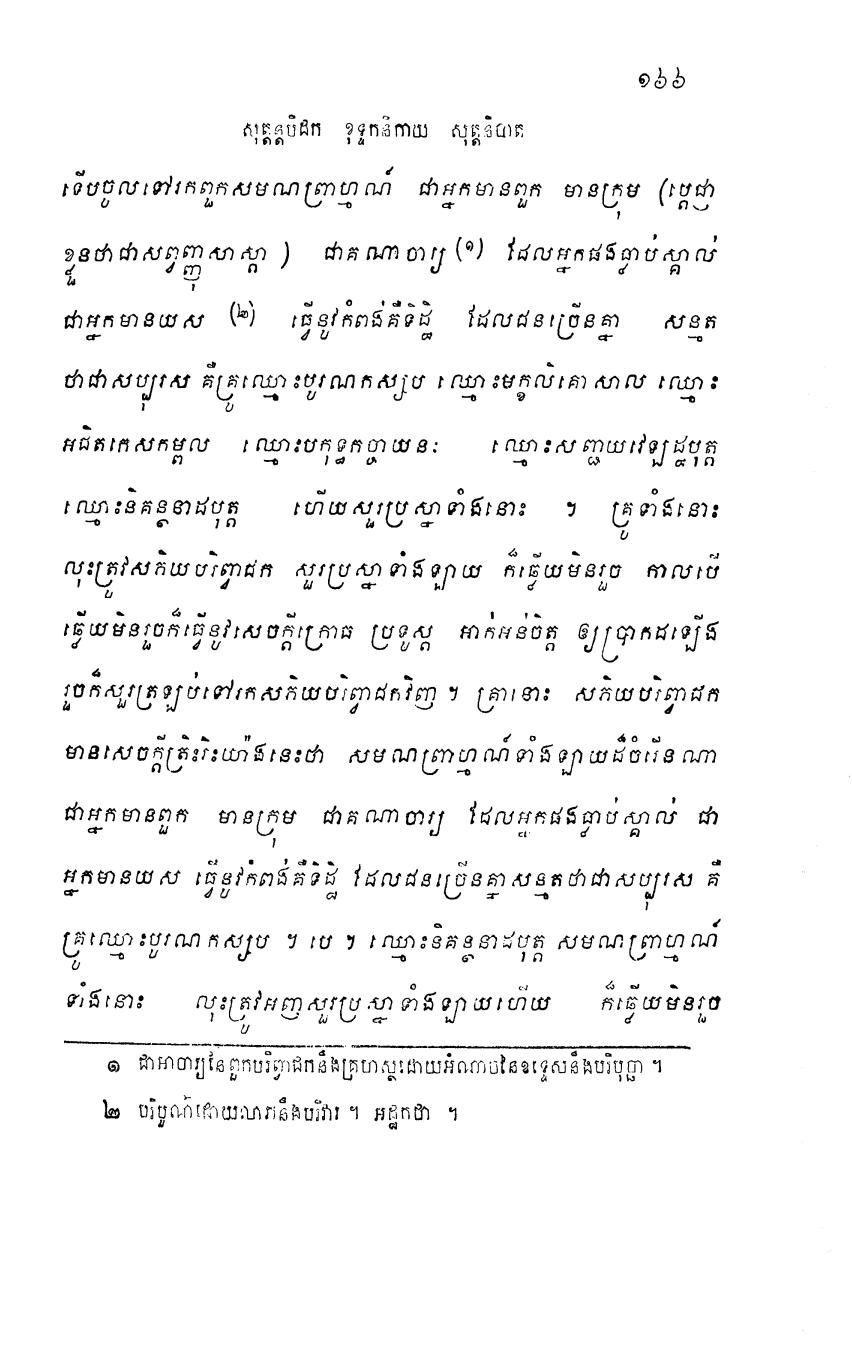 ១៦៦
សុត្តន្តបិដក ខុទ្ទកនិកាយ សុត្តនិបាត
ទើបចូលទៅរកពួកសមណព្រាហ្មណ៍ ជាអ្នកមានពួក មានក្រុម (ប្តេជ្ញា
ខ្លួនថាជាសព្វញ្ញុសាស្តា ) ជាគណាចារ្យ (១) ដែលអ្នកផងធ្លាប់ស្គាល់
ជាអ្នកមានយស (២) ធ្វើនូវកំពង់គឺទិដ្ឋិ ដែលជនច្រើនគ្នា សន្មត
ថាជាសប្បុរស គឺគ្រូឈ្មោះបូរណកស្សប ឈ្មោះមក្ខលិគោសាល ឈ្មោះ
អជិតកេសកម្ពល ឈ្មោះបកុទ្ធកច្ចាយនៈ ឈ្មោះសញ្ជយវេឡដ្ឋបុត្ត
ឈ្មោះនិគន្ថនាដបុត្ត ហើយសួរប្រស្នាទាំងនោះ ។ គ្រូទាំងនោះ
លុះត្រូវសភិយបរិព្វាជក សួរប្រស្នាទាំងឡាយ ក៏ឆ្លើយមិនរួច កាលបើ
ឆ្លើយមិនរួចក៏ធ្វើនូវសេចក្តីក្រោធ ប្រទូស្ត អាក់អន់ចិត្ត ឲ្យប្រាកដឡើង
រួចក៏សួរត្រឡប់ទៅរកសភិយបរិព្វាជកវិញ ។ គ្រានោះ សភិយបរិព្វាជក
មានសេចក្តីត្រិះរិះយ៉ាងនេះថា សមណព្រាហ្មណ៍ទាំងឡាយដ៏ចំរើនណា
ជាអ្នកមានពួក មានក្រុម ជាគណាចារ្យ ដែលអ្នកផងធ្លាប់ស្គាល់ ជា
អ្នកមានយស ធ្វើនូវកំពង់គឺទិដ្ឋិ ដែលជនច្រើនគ្នាសន្មតថាជាសប្បុរស គឺ
គ្រូឈ្មោះបូរណកស្សប ។ បេ ។ ឈ្មោះនិគន្ថនាដបុត្ត សមណព្រាហ្មណ៍
ទាំងនោះ លុះត្រូវអញសួរប្រស្នាទាំងឡាយហើយ ក៏ឆ្លើយមិនរួច
១ ជាអាចារ្យនៃពួកបរិព្វាជកនឹងគ្រហស្ថដោយអំណាចនៃឧទ្ទេសនឹងបរិបុច្ឆា ។
២ បរិបូណ៌ដោយលាភនឹងបរិវារ ។ អដ្ឋកថា ។